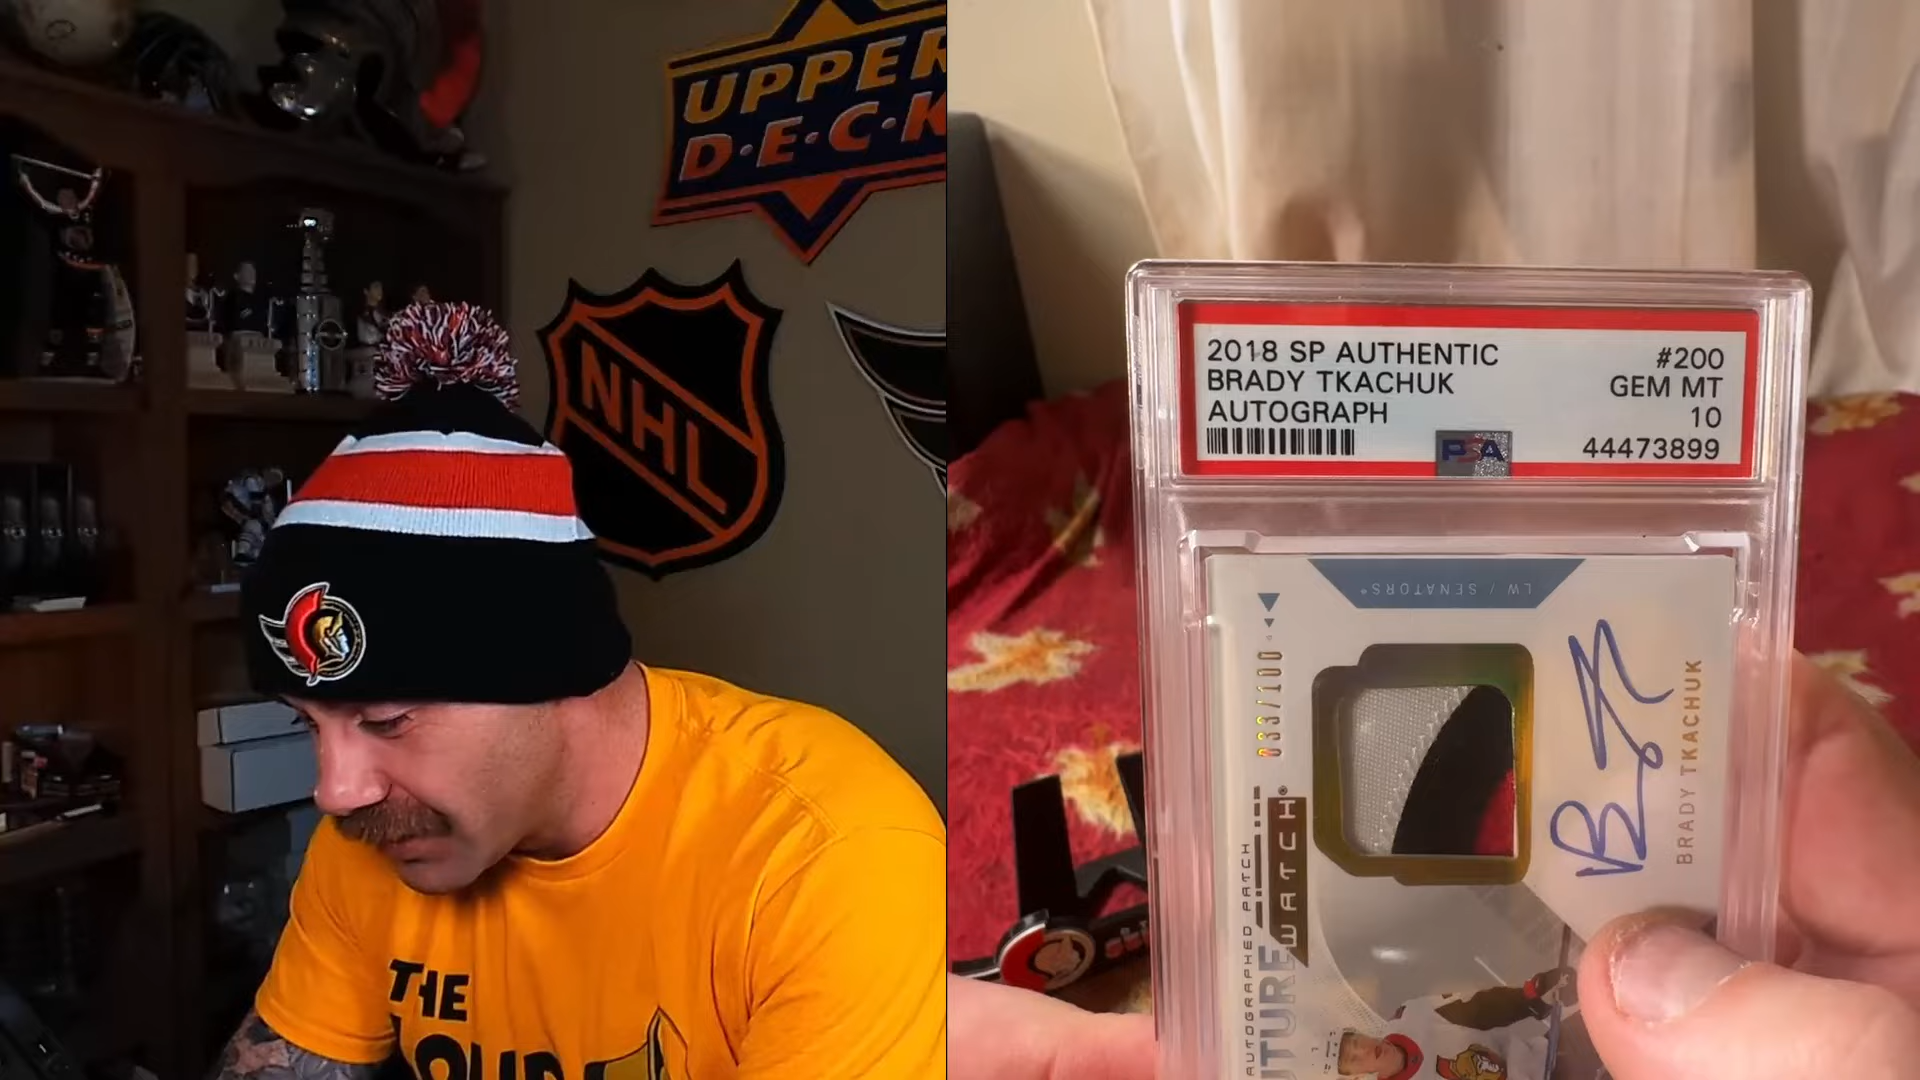 UPPER
D·E·C·K
NHL
THE
2018 SP AUTHENTIC
#200
BRADY TKACHUK
GEM MT
AUTOGRAPH
10
PSA
44473899
LW / SENATORS
033/100
AUTOGRAPHED PATCH
FUTURE
WATCH
BRADY TKACHUK